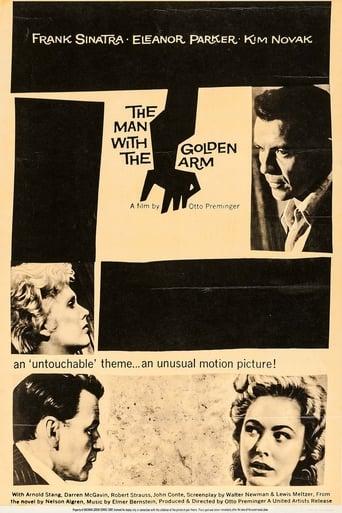 FRANK SINATRA · ELEANOR PARKER · KIM NOVAK
THE
MAN
WITH
THE
GOLDEN
ARM
A film by Otto Preminger
an 'untouchable' theme...an unusual motion picture!
With Arnold Stang, Darren McGavin, Robert Strauss, John Conte, Screenplay by Walter Newman & Lewis Meltzer, From
the novel by Nelson Algren, Music by Elmer Bernstein, Produced & Directed by Otto Preminger A United Artists Release